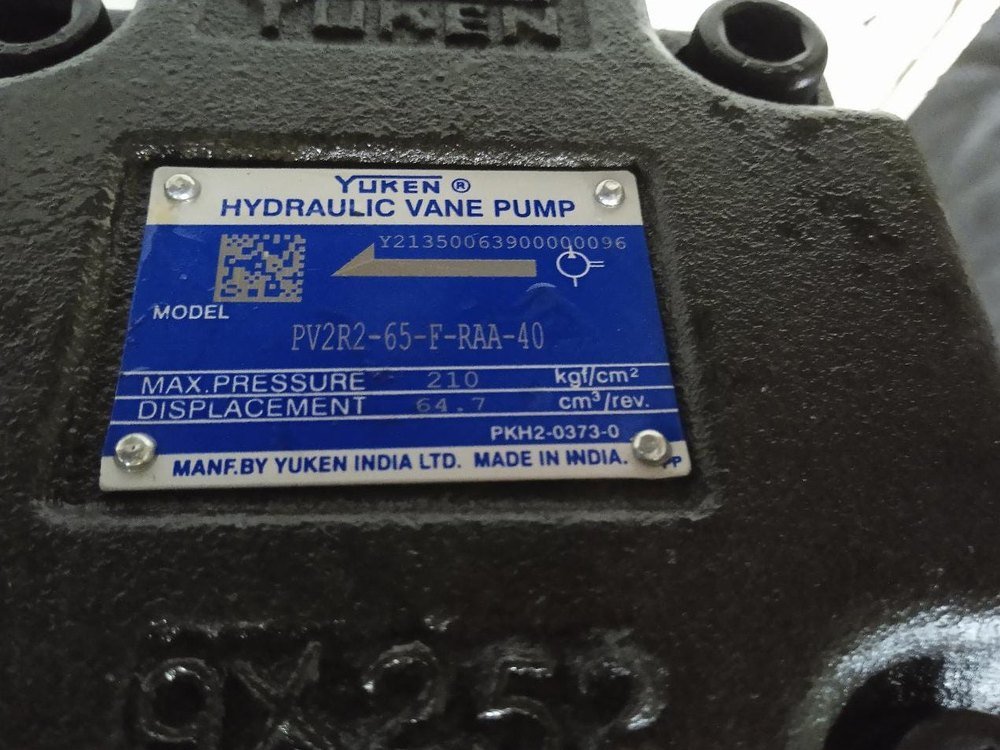 YUKEN
YUKEN ®
HYDRAULIC VANE PUMP
Y21350063900000096
MODEL
PV2R2-65-F-RAA-40
MAX.PRESSURE 210 kgf/cm²
DISPLACEMENT 64.7 cm³/rev.
PKH2-0373-0
MANF.BY YUKEN INDIA LTD. MADE IN INDIA.
PP